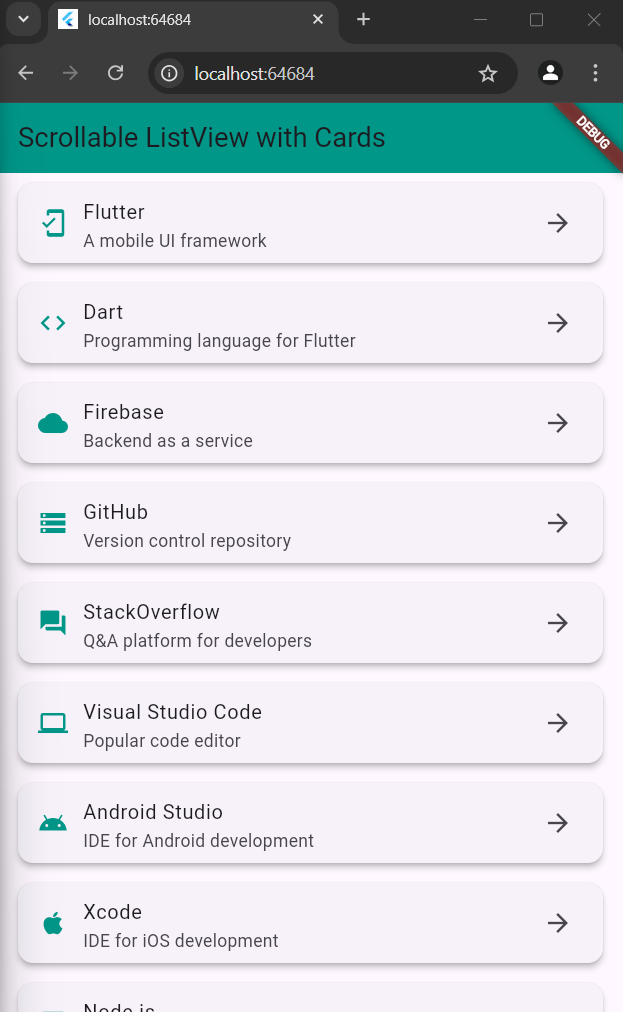 localhost:64684
localhost:64684
Scrollable ListView with Cards
DEBUG
Flutter
A mobile UI framework
Dart
Programming language for Flutter
Firebase
Backend as a service
GitHub
Version control repository
StackOverflow
Q&A platform for developers
Visual Studio Code
Popular code editor
Android Studio
IDE for Android development
Xcode
IDE for iOS development
Node.js